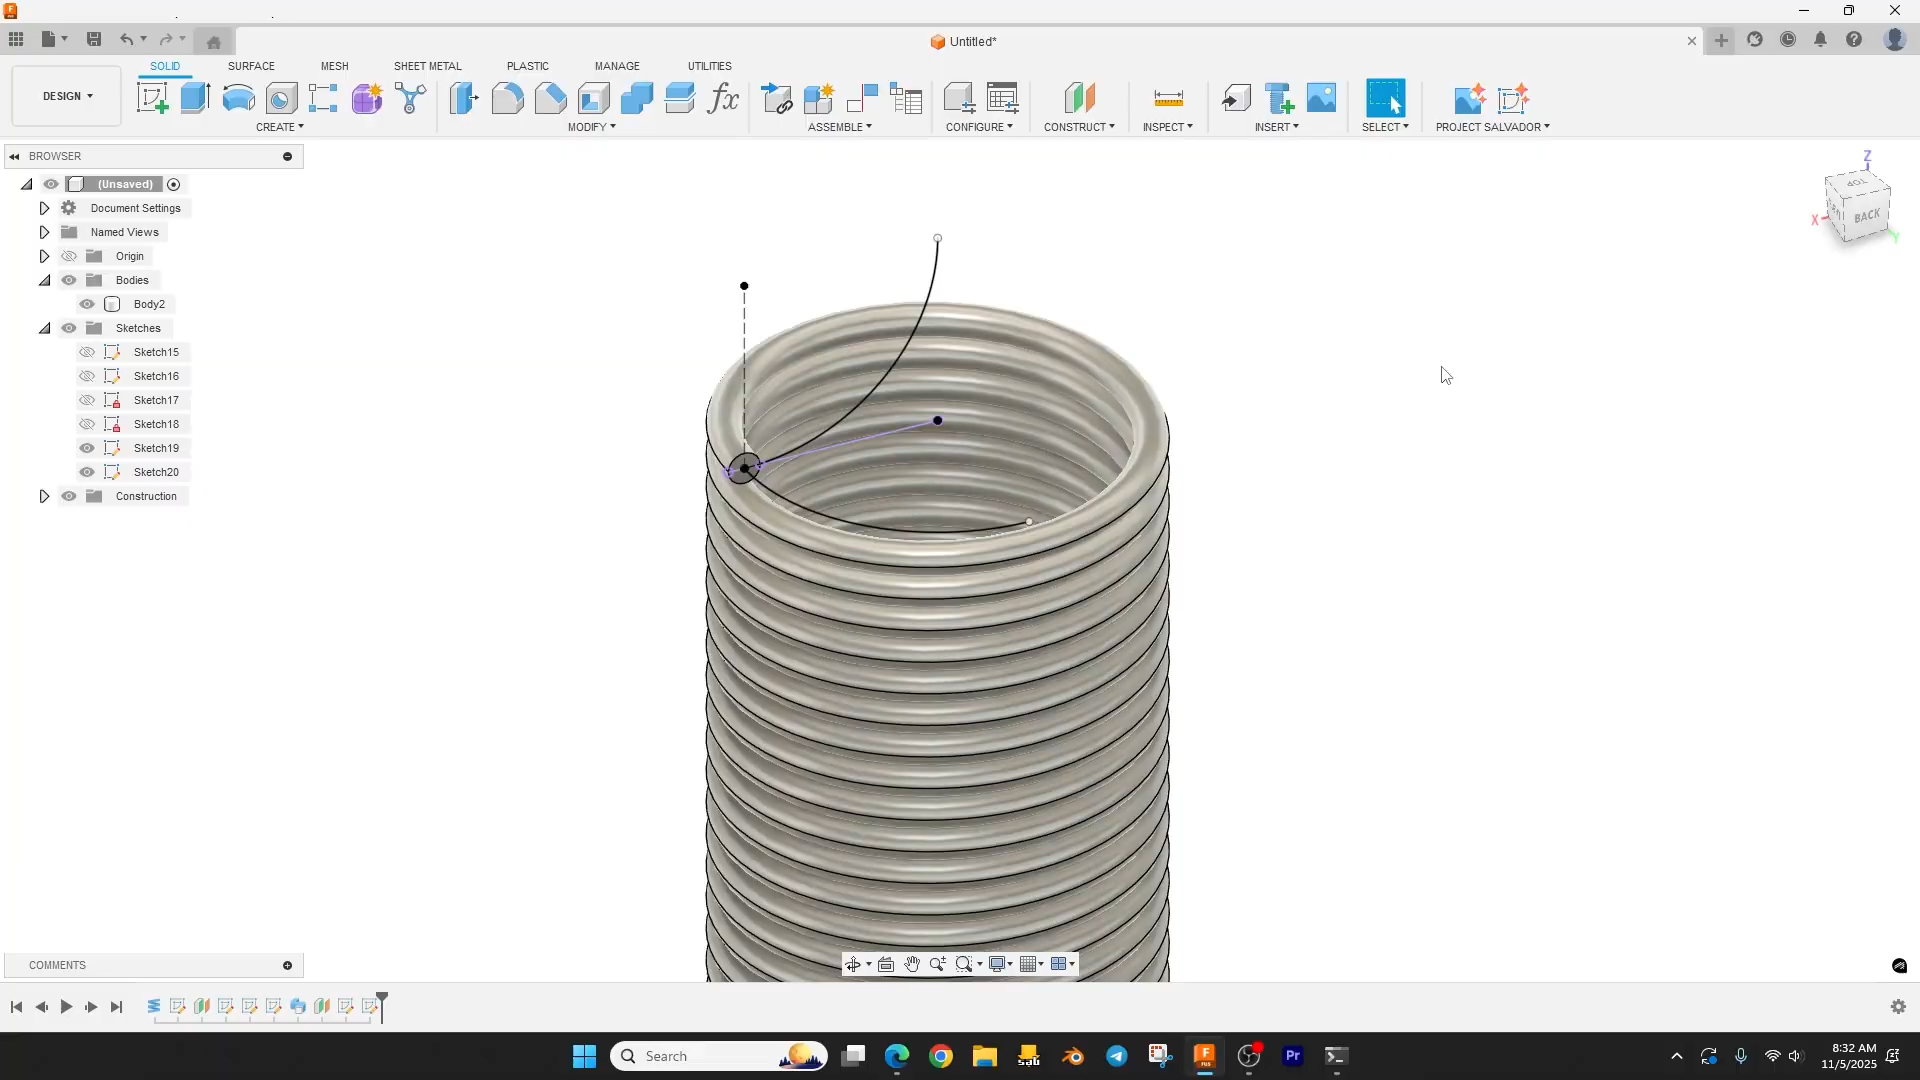 Untitled*
DESIGN
SOLID
SURFACE
MESH
SHEET METAL
PLASTIC
MANAGE
UTILITIES
CREATE
MODIFY
ASSEMBLE
CONFIGURE
CONSTRUCT
INSPECT
INSERT
SELECT
PROJECT SALVADOR
BROWSER
(Unsaved)
Document Settings
Named Views
Origin
Bodies
Body2
Sketches
Sketch15
Sketch16
Sketch17
Sketch18
Sketch19
Sketch20
Construction
Z
TOP
BACK
X
Y
COMMENTS
Search
8:32 AM
11/5/2025